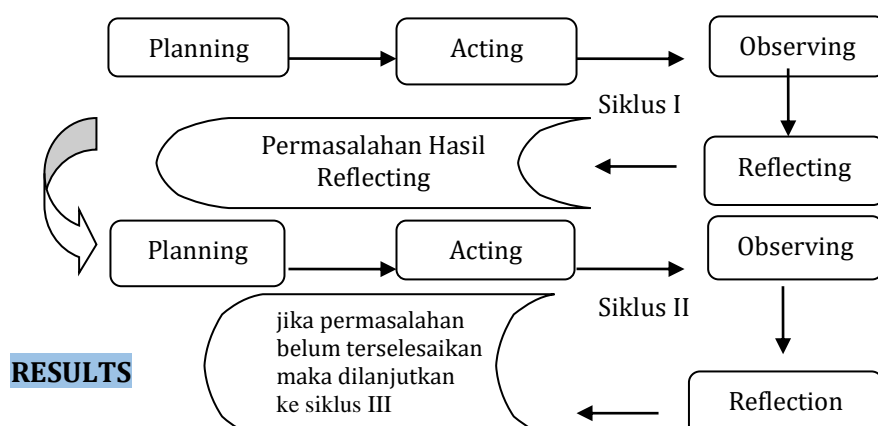 Planning
Acting
Observing
Siklus I
Permasalahan Hasil
Reflecting
Reflecting
Planning
Acting
Observing
Siklus II
jika permasalahan
belum terselesaikan
maka dilanjutkan
ke siklus III
RESULTS
Reflection